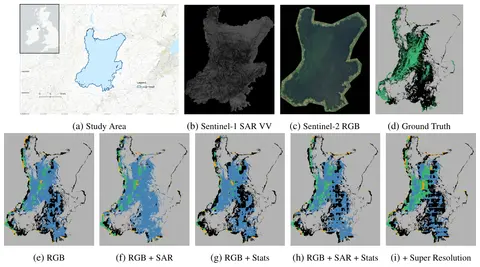 (a) Study Area
(b) Sentinel-1 SAR VV
(c) Sentinel-2 RGB
(d) Ground Truth
(e) RGB
(f) RGB + SAR
(g) RGB + Stats
(h) RGB + SAR + Stats
(i) + Super Resolution